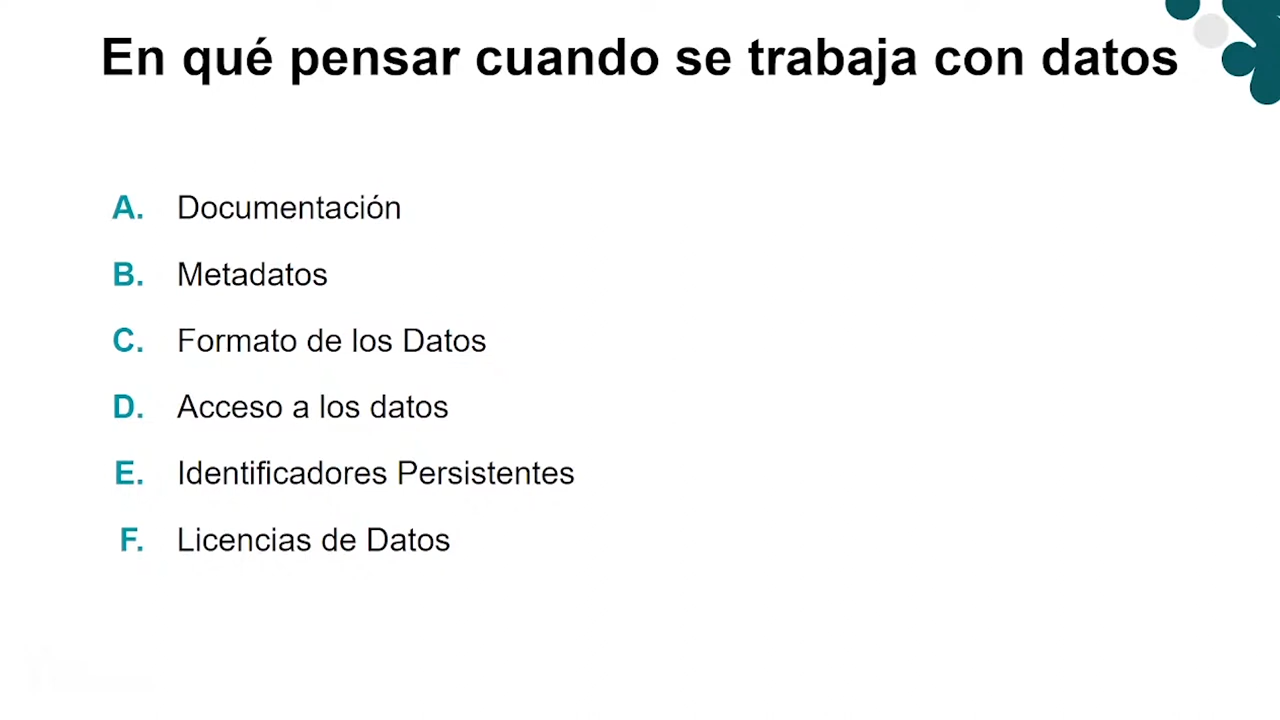 En qué pensar cuando se trabaja con datos
A. Documentación
B. Metadatos
C. Formato de los Datos
D. Acceso a los datos
E. Identificadores Persistentes
F. Licencias de Datos